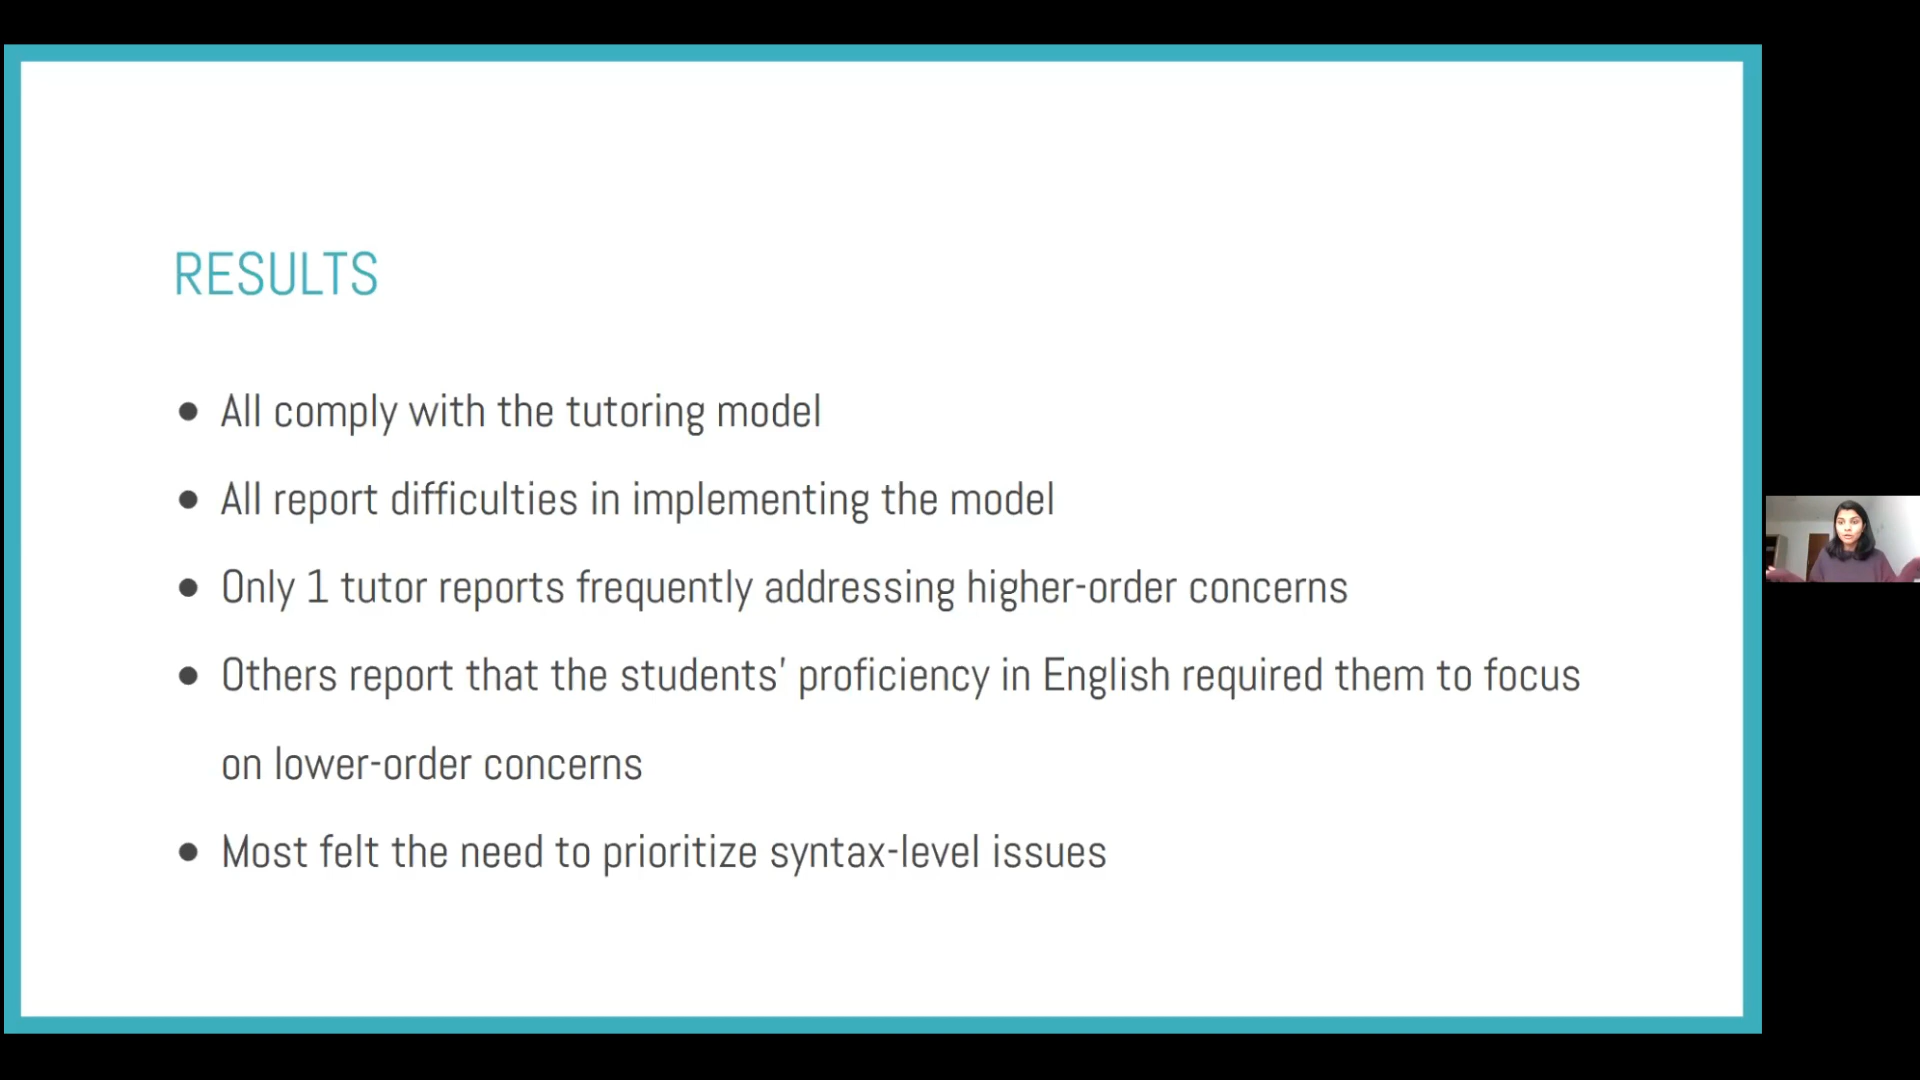 RESULTS
● All comply with the tutoring model
● All report difficulties in implementing the model
● Only 1 tutor reports frequently addressing higher-order concerns
● Others report that the students’ proficiency in English required them to focus
on lower-order concerns
● Most felt the need to prioritize syntax-level issues